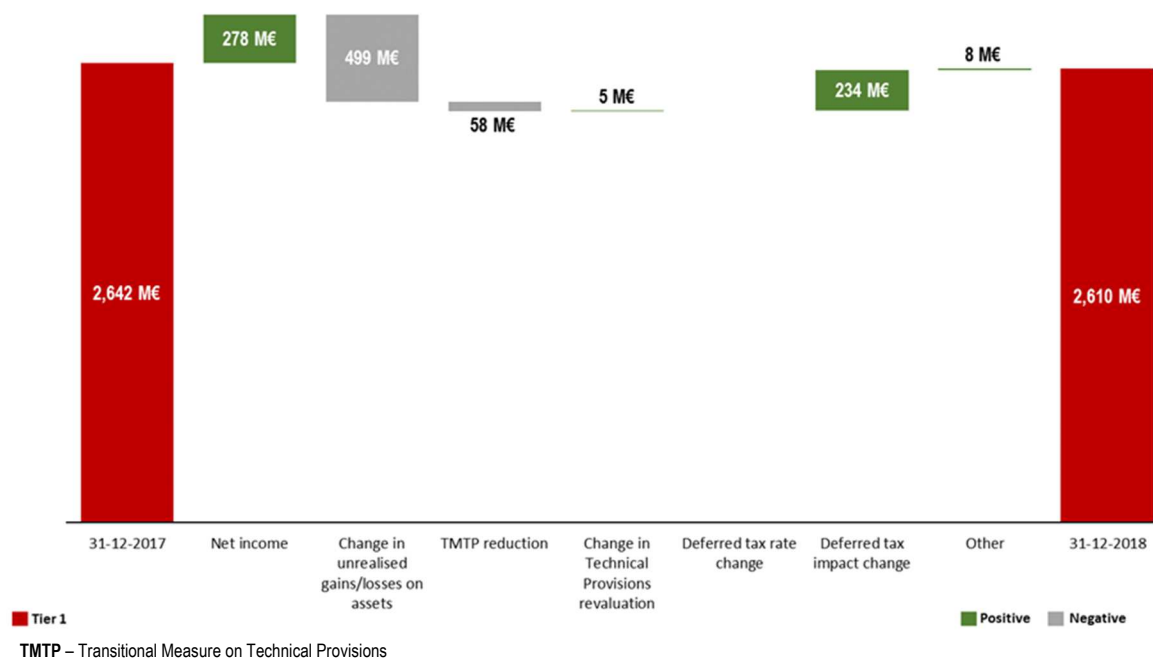 278 M€
499 M€
58 M€
5 M€
234 M€
8 M€
2,642 M€
2,610 M€
31-12-2017
Net income
Change in
unrealised
gains/losses on
assets
TMTP reduction
Change in
Technical
Provisions
revaluation
Deferred tax rate
change
Deferred tax
impact change
Other
31-12-2018
Tier 1
Positive
Negative
TMTP – Transitional Measure on Technical Provisions